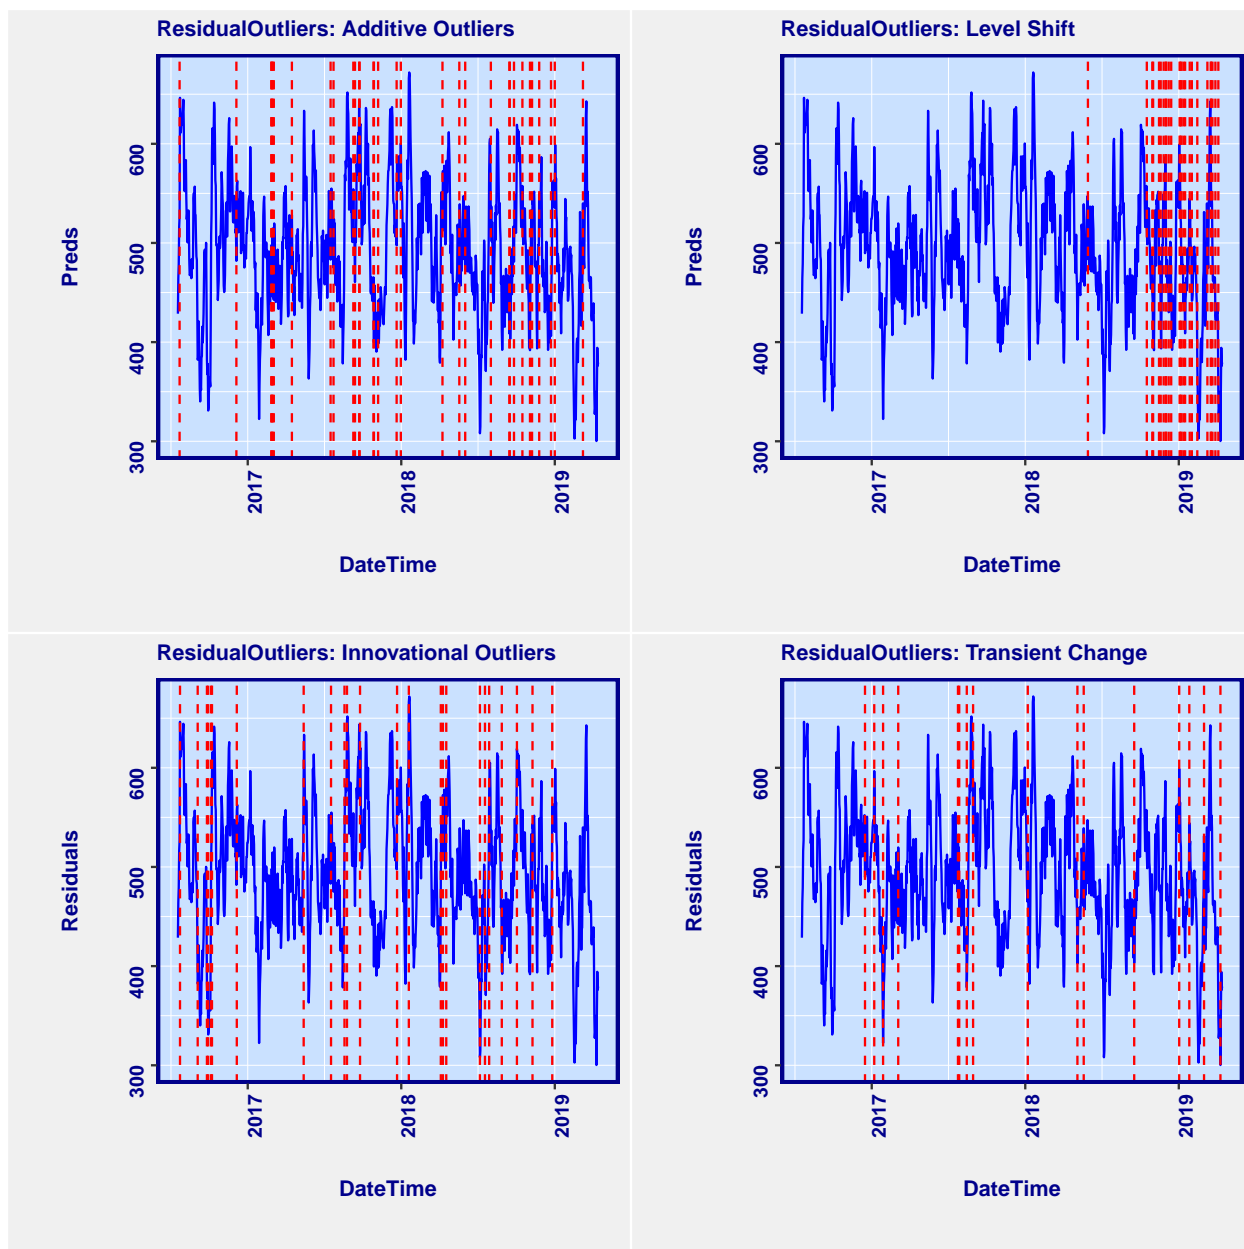 ResidualOutliers: Additive Outliers
Preds
600
500
400
300
2017
2018
2019
DateTime
ResidualOutliers: Level Shift
Preds
600
500
400
300
2017
2018
2019
DateTime
ResidualOutliers: Innovational Outliers
Residuals
600
500
400
300
2017
2018
2019
DateTime
ResidualOutliers: Transient Change
Residuals
600
500
400
300
2017
2018
2019
DateTime